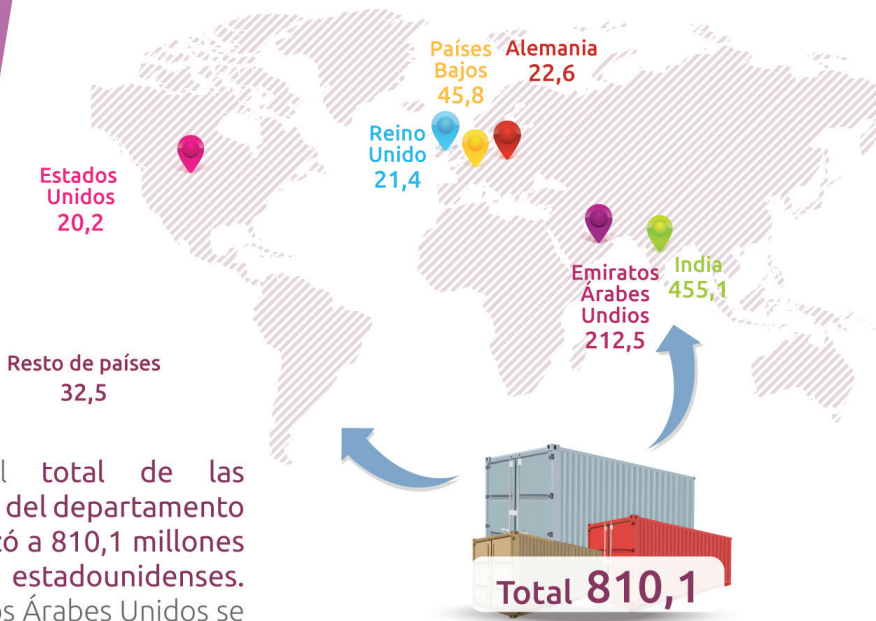 Países
Bajos
45,8
Alemania
22,6
Reino
Unido
21,4
Estados
Unidos
20,2
Emiratos
Árabes
Undios
212,5
India
455,1
Resto de países
32,5
total de las
del departamento
a 810,1 millones
estadounidenses.
Árabes Unidos se
Total 810,1